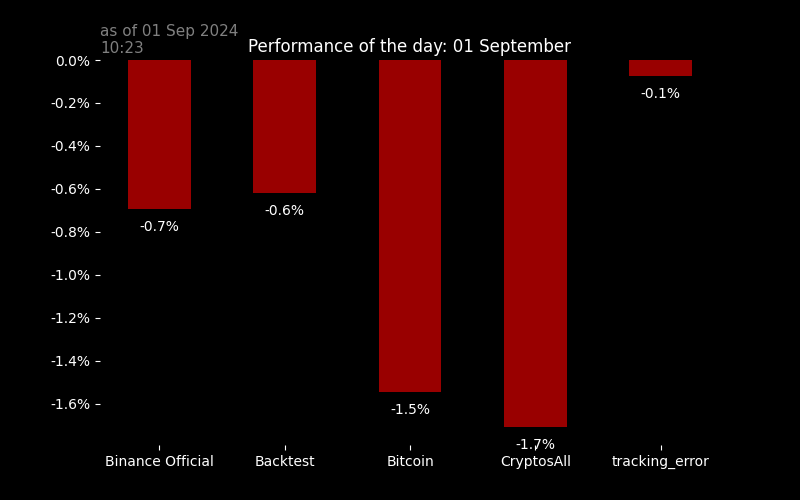 as of 01 Sep 2024
10:23
Performance of the day: 01 September
0.0%
-0.2%
-0.4%
-0.6%
-0.8%
-1.0%
-1.2%
-1.4%
-1.6%
-0.7%
-0.6%
-1.5%
-1.7%
-0.1%
Binance Official
Backtest
Bitcoin
CryptosAll
tracking_error